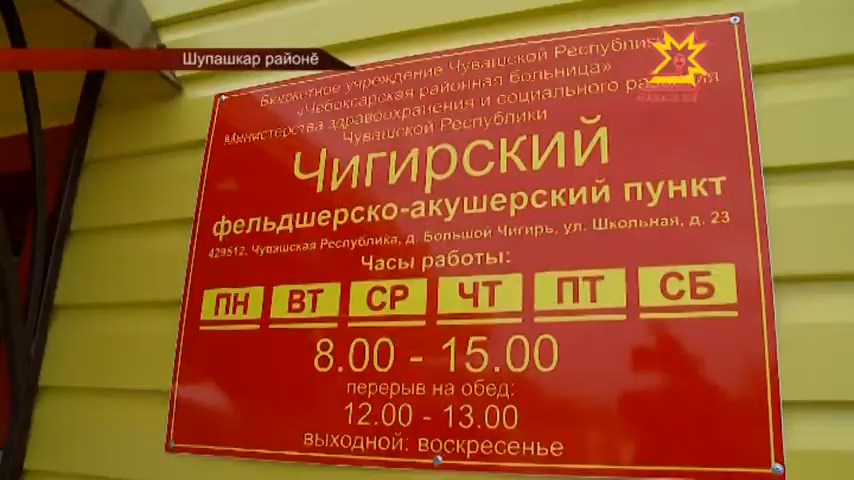 Шупашкар районӗ
Бюджетное учреждение Чувашской Республики
«Чебоксарская районная больница»
Министерства здравоохранения и социального развития
Чувашской Республики
Чигирский
фельдшерско-акушерский пункт
429512, Чувашская Республика, д. Большой Чигирь, ул. Школьная, д. 23
Часы работы:
ПН ВТ СР ЧТ ПТ СБ
8.00 - 15.00
перерыв на обед:
12.00 - 13.00
выходной: воскресенье